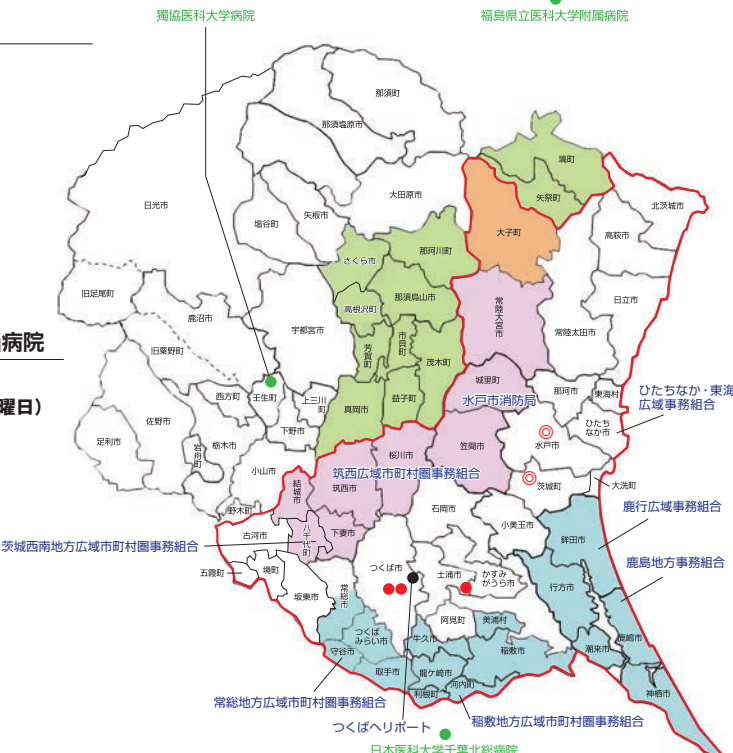 獨協医科大学病院
福島県立医科大学附属病院
那須町
那須塩原市
塙町
矢祭町
大田原市
北茨城市
日光市
塩谷町
矢板市
大子町
高萩市
さくら市
那珂川町
旧足尾町
高根沢町
那須烏山市
日立市
鹿沼市
宇都宮市
常陸大宮市
常陸太田市
病院
旧粟野町
芳賀町
市貝町
茂木町
城里町
曜日）
西方町
壬生町
上三川町
真岡市
益子町
水戸市消防局
那珂市
東海村
ひたちなか・東海
広域事務組合
足利市
佐野市
岩舟町
栃木市
下野市
ひたち
なか市
水戸市
小山市
桜川市
笠間市
筑西広域市町村圏事務組合
結城市
筑西市
茨城町
大洗町
野木町
石岡市
鹿行広域事務組合
古河市
八千代町
下妻市
小美玉市
鉾田市
茨城西南地方広域市町村圏事務組合
五霞町
境町
坂東市
常総市
つくば市
土浦市
かすみ
がうら市
行方市
鹿島地方事務組合
阿見町
美浦村
つくば
みらい市
守谷市
牛久市
稲敷市
潮来市
鹿嶋市
取手市
龍ケ崎市
河内町
利根町
神栖市
常総地方広域市町村圏事務組合
つくばヘリポート
稲敷地方広域市町村圏事務組合
日本医科大学千葉北総病院